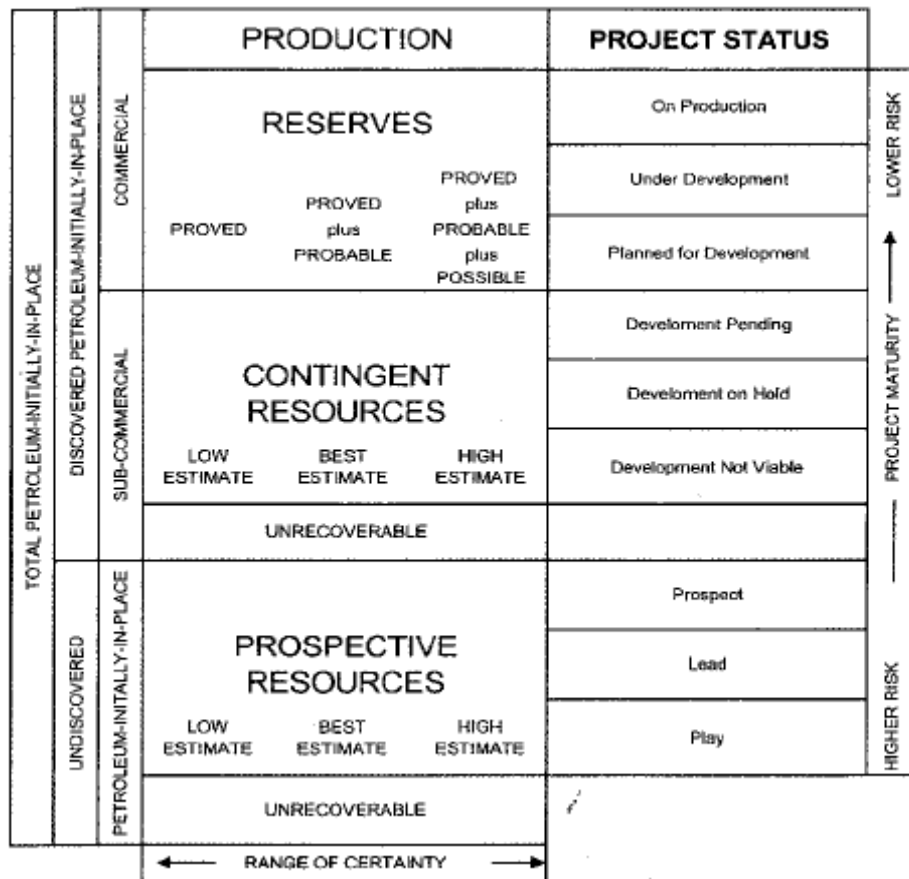 PRODUCTION
PROJECT STATUS
TOTAL PETROLEUM-INITIALLY-IN-PLACE
DISCOVERED PETROLEUM-INITIALLY-IN-PLACE
COMMERCIAL
RESERVES
PROVED
PROVED
plus
PROBABLE
PROVED
plus
PROBABLE
plus
POSSIBLE
On Production
Under Development
Planned for Development
LOWER RISK
SUB-COMMERCIAL
CONTINGENT
RESOURCES
LOW
ESTIMATE
BEST
ESTIMATE
HIGH
ESTIMATE
UNRECOVERABLE
Develoment Pending
Develoment on Hold
Development Not Viable
PROJECT MATURITY
UNDISCOVERED
PETROLEUM-INITALLY-IN-PLACE
PROSPECTIVE
RESOURCES
LOW
ESTIMATE
BEST
ESTIMATE
HIGH
ESTIMATE
UNRECOVERABLE
Prospect
Lead
Play
HIGHER RISK
RANGE OF CERTAINTY